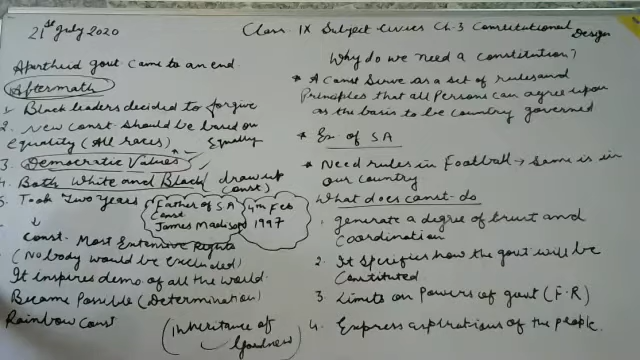 21st July 2020
Class IX Subject Civics Ch-3 Constitutional Design
Apartheid govt came to an end.
Aftermath
1. Black leaders decided to forgive
2. New const should be based on
equality (All races) Equality
3. Democratic Values
4. Both White and Black drawup
(const)
5. Took Two Years
Father of SA
Const
James Madison
4th Feb
1997
↓
Const. Most Extensive Rights
(Nobody would be excluded)
It inspires demo of all the world.
Became Possible (Determination)
Rainbow Const
(inheritance of
Goodness)
Why do we need a constitution?
* A Const Serve as a set of rules and
Principles that all Persons can agree upon
as the basis to be country governed
* Ex. of SA
* Need rules in Football → Same is in
our country
What does const- do
1. generate a degree of trust and
Coordination
2. It Specifies how the govt will be
Constituted
3 Limits on Powers of govt (F.R)
4. Express aspirations of the people.